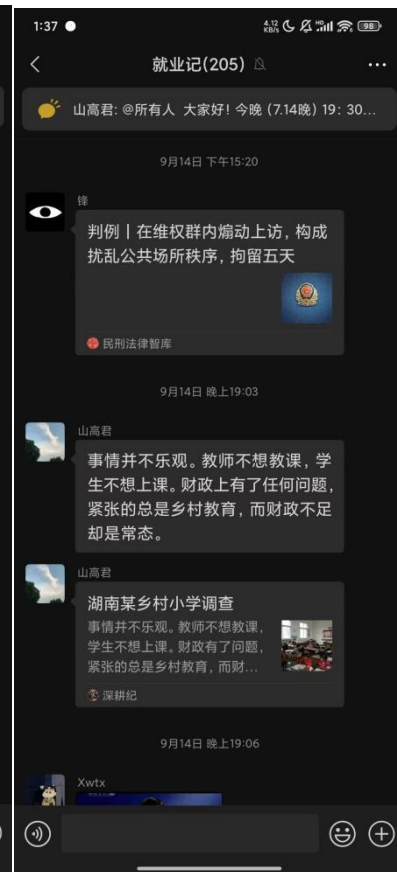 1:37
4.12 KB/s
HD
98
就业记(205)
山高君: @所有人 大家好! 今晚 (7.14晚) 19: 30...
9月14日 下午15:20
锋
判例丨在维权群内煽动上访, 构成
扰乱公共场所秩序, 拘留五天
民刑法律智库
9月14日 晚上19:03
山高君
事情并不乐观。教师不想教课, 学
生不想上课。财政上有了任何问题,
紧张的总是乡村教育, 而财政不足
却是常态。
山高君
湖南某乡村小学调查
事情并不乐观。教师不想教课,
学生不想上课。财政有了问题,
紧张的总是乡村教育, 而财...
深耕纪
9月14日 晚上19:06
Xwtx